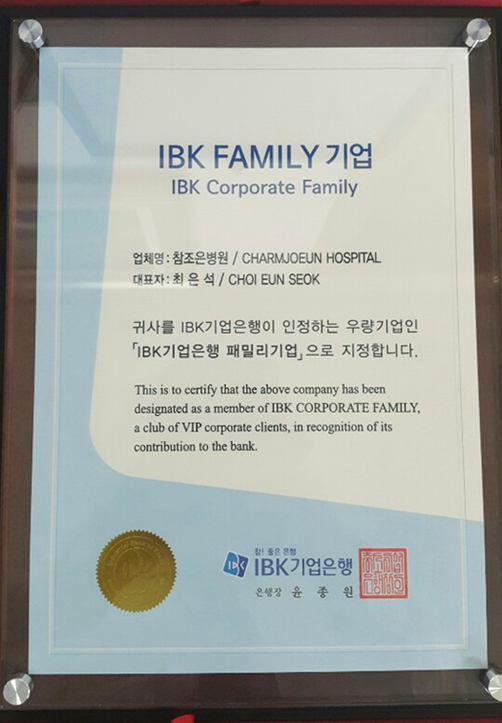 IBK FAMILY 기업
IBK Corporate Family
업체명 : 참조은병원 / CHARMJOEUN HOSPITAL
대표자 : 최 은 석 / CHOI EUN SEOK
귀사를 IBK기업은행이 인정하는 우량기업인
「IBK기업은행 패밀리기업」으로 지정합니다.
This is to certify that the above company has been
designated as a member of IBK CORPORATE FAMILY,
a club of VIP corporate clients, in recognition of its
contribution to the bank.
참! 좋은 은행
IBK IBK기업은행
은행장 윤 종 원